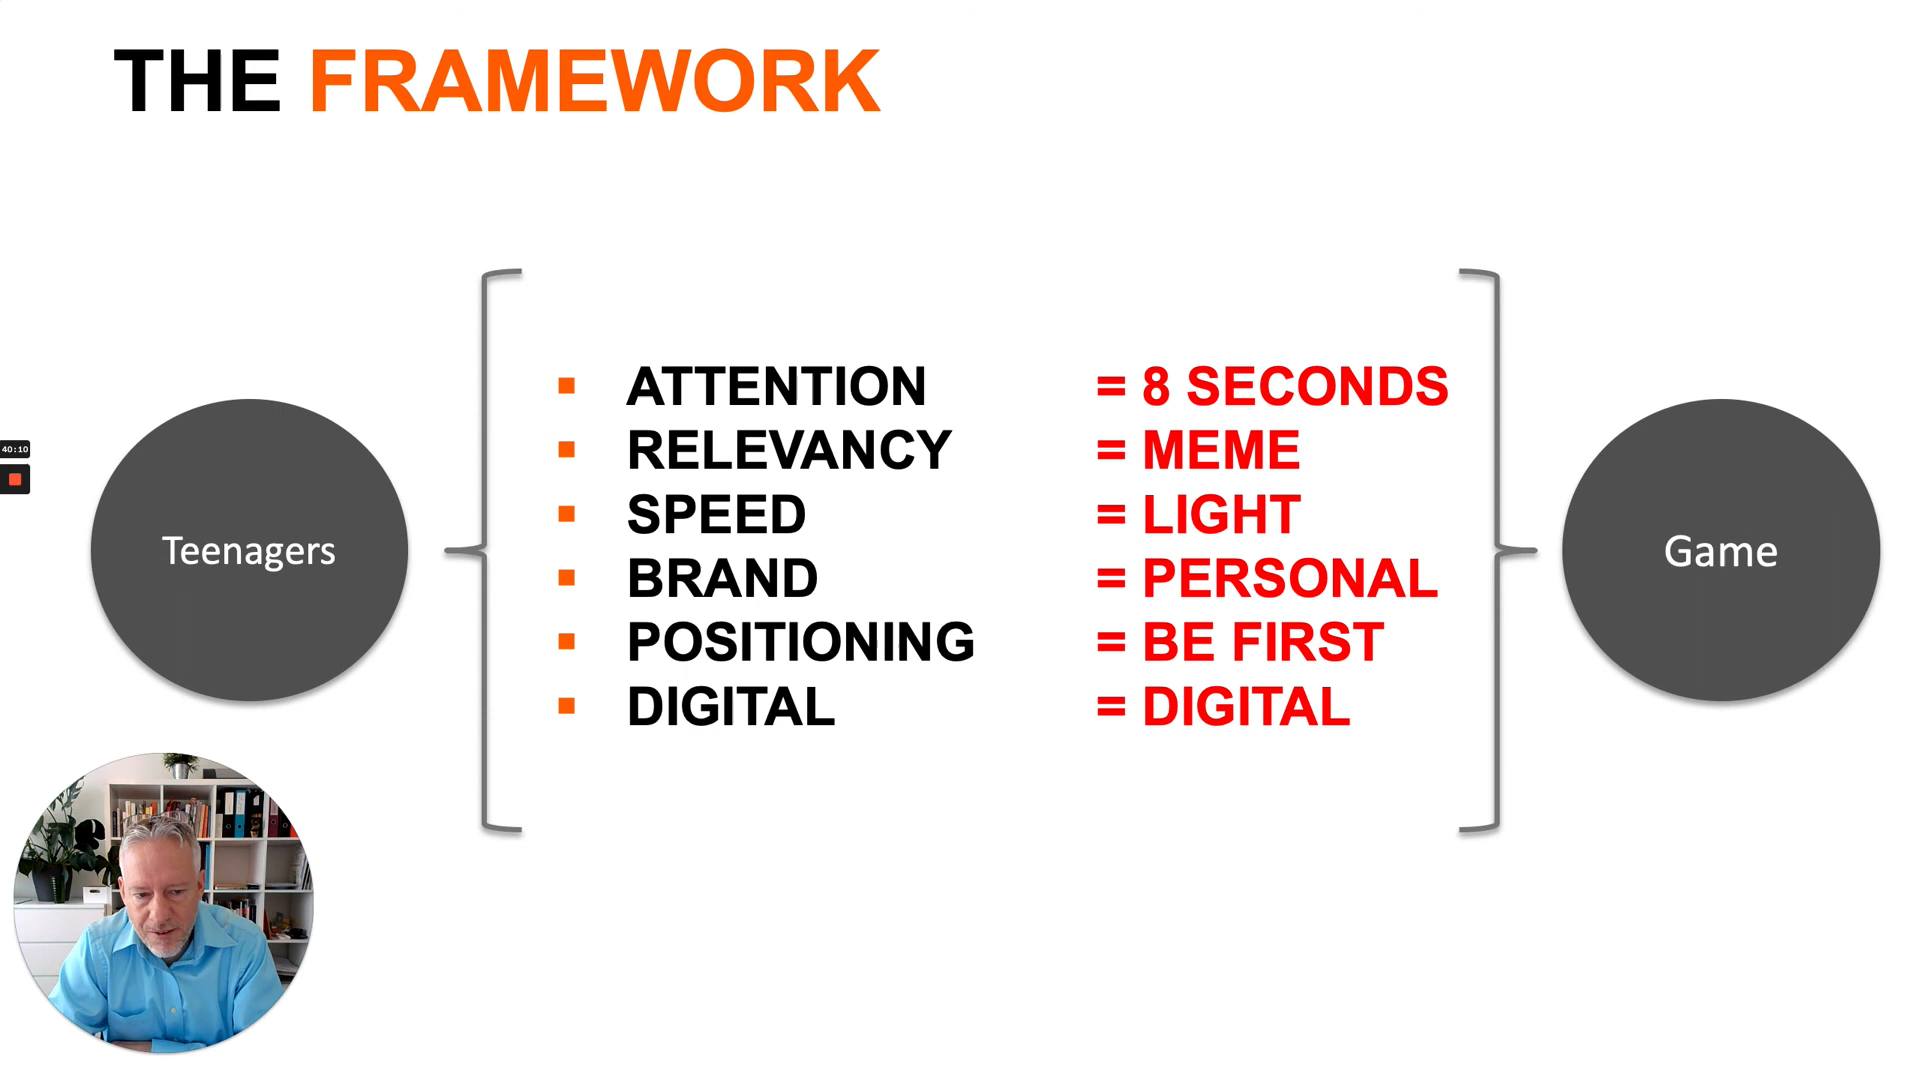 THE FRAMEWORK
ATTENTION = 8 SECONDS
RELEVANCY = MEME
SPEED = LIGHT
BRAND = PERSONAL
POSITIONING = BE FIRST
DIGITAL = DIGITAL
Teenagers
Game
40:10